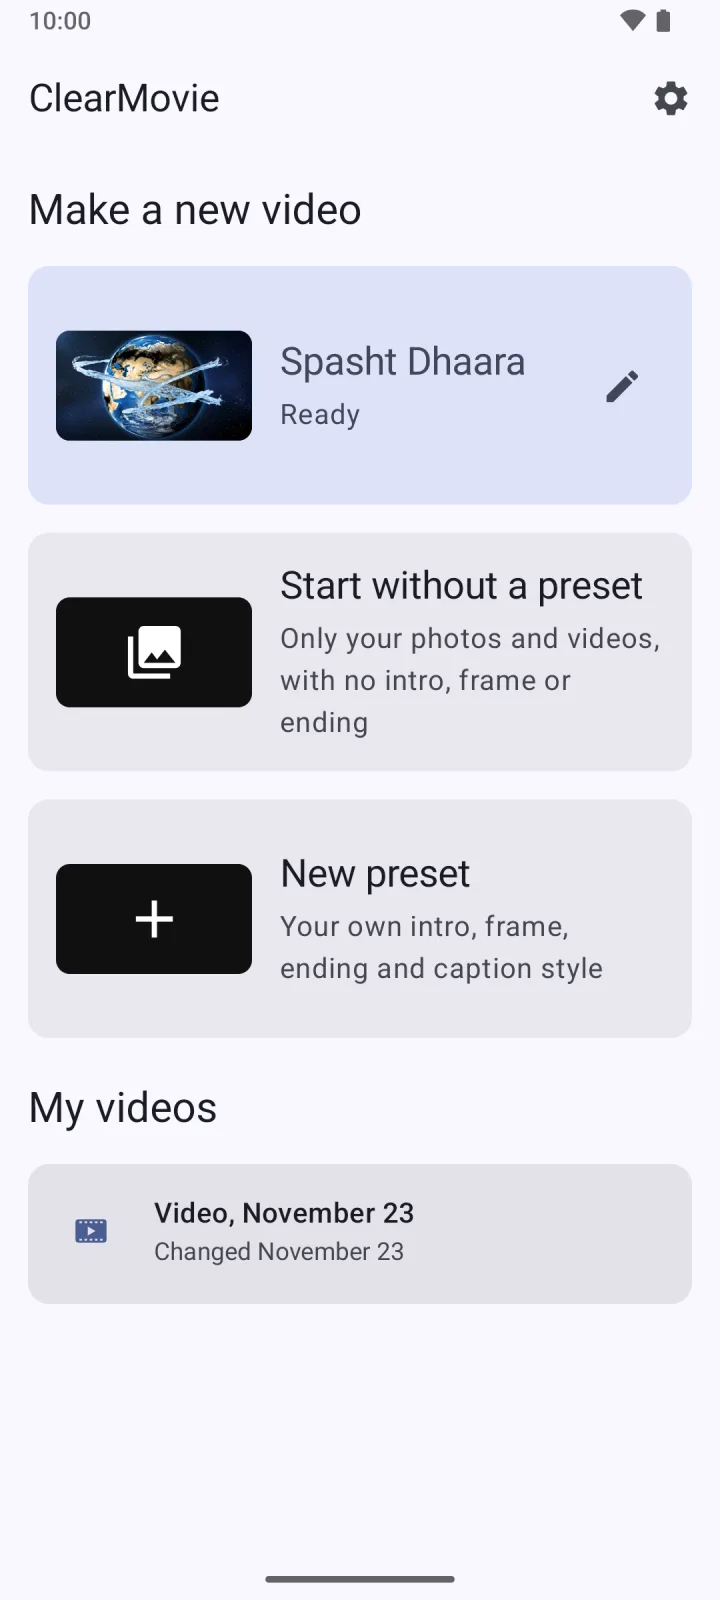 10:00
ClearMovie
Make a new video
Spasht Dhaara
Ready
Start without a preset
Only your photos and videos,
with no intro, frame or
ending
New preset
Your own intro, frame,
ending and caption style
My videos
Video, November 23
Changed November 23